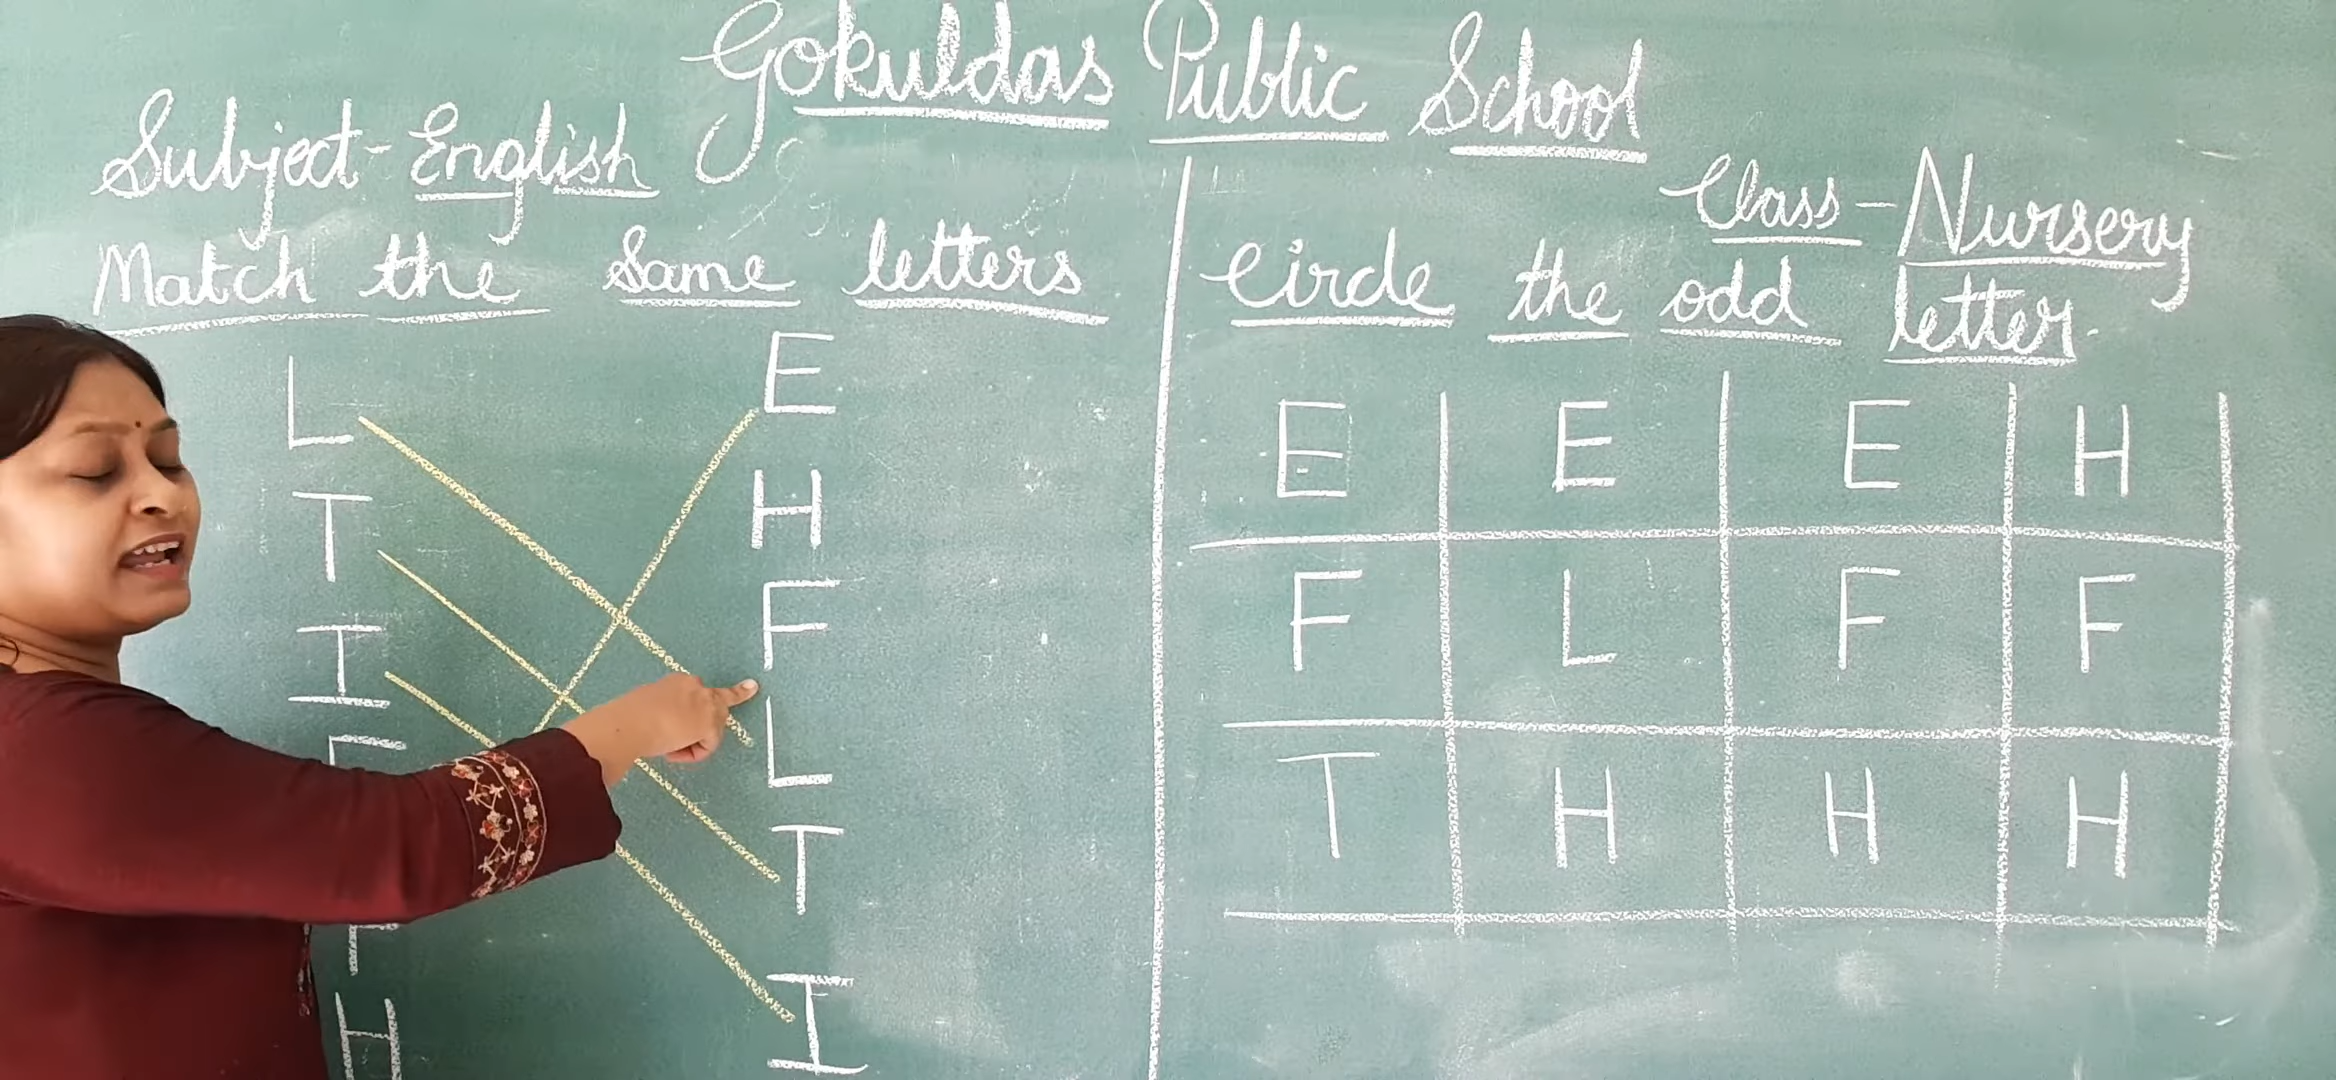 Gokuldas Public School
Subject-English
Class-Nursery
Match the Same letters
L E
T H
I F
L
T
H I
Circle the odd letter.
E E E H
F L F F
T H H H